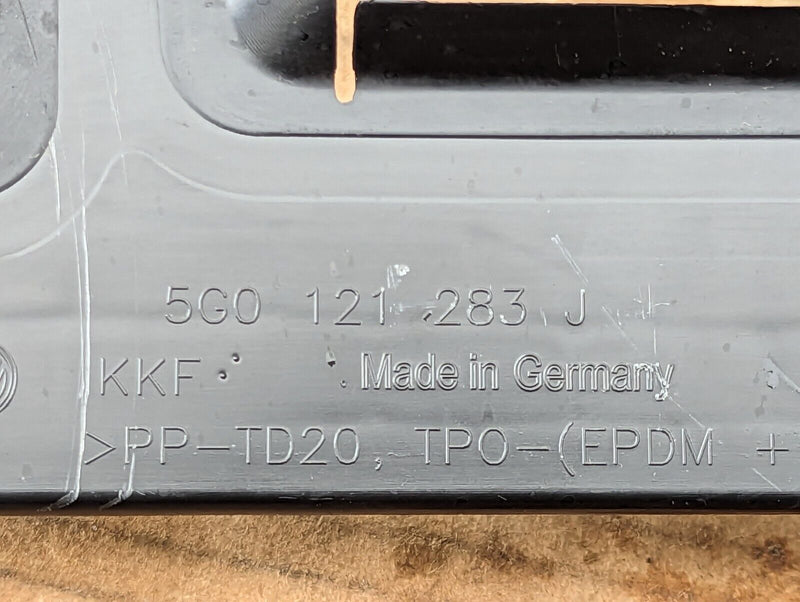 5G0 121 283 J
KKF Made in Germany
>PP-TD20, TPO-(EPDM +